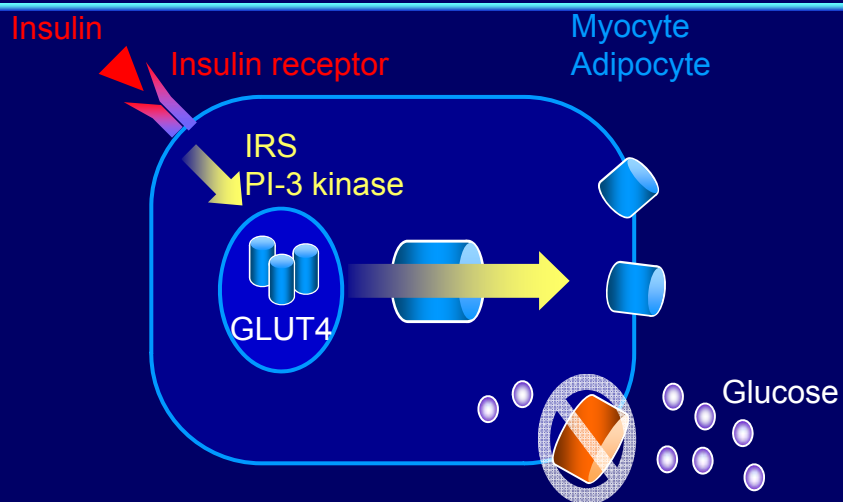 Insulin
Insulin receptor
Myocyte
Adipocyte
IRS
PI-3 kinase
GLUT4
Glucose